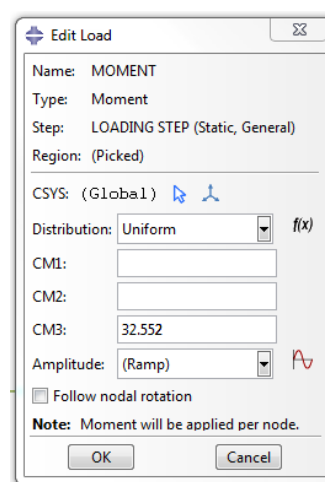 Edit Load
Name: MOMENT
Type: Moment
Step: LOADING STEP (Static, General)
Region: (Picked)
CSYS: (Global)
Distribution: Uniform f(x)
CM1:
CM2:
CM3: 32.552
Amplitude: (Ramp)
Follow nodal rotation
Note: Moment will be applied per node.
OK Cancel